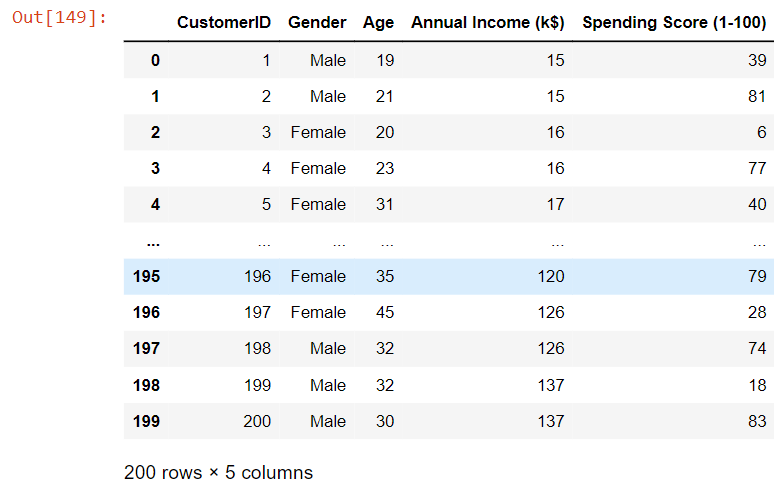 Out[149]:
CustomerID Gender Age Annual Income (k$) Spending Score (1-100)
0 1 Male 19 15 39
1 2 Male 21 15 81
2 3 Female 20 16 6
3 4 Female 23 16 77
4 5 Female 31 17 40
... ... ... ... ... ...
195 196 Female 35 120 79
196 197 Female 45 126 28
197 198 Male 32 126 74
198 199 Male 32 137 18
199 200 Male 30 137 83
200 rows × 5 columns